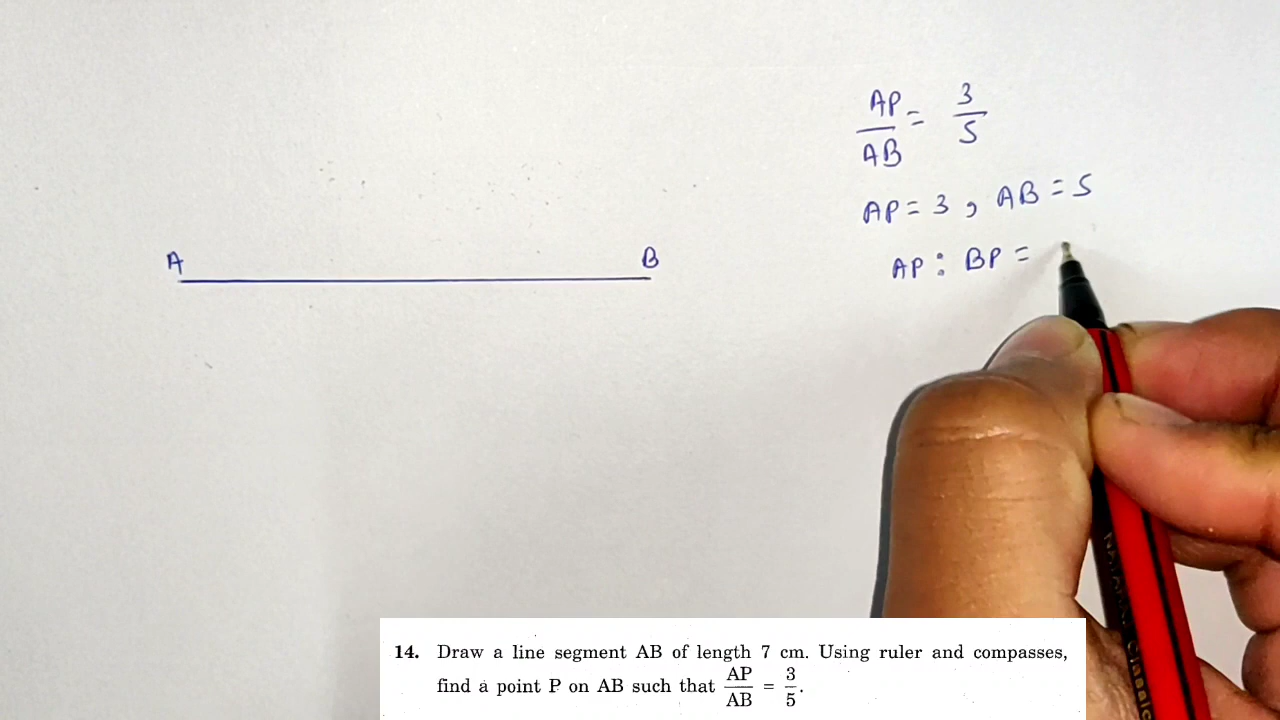 AP/AB = 3/5
AP = 3, AB = 5
AP : BP =
A B
14. Draw a line segment AB of length 7 cm. Using ruler and compasses,
find a point P on AB such that AP/AB = 3/5.